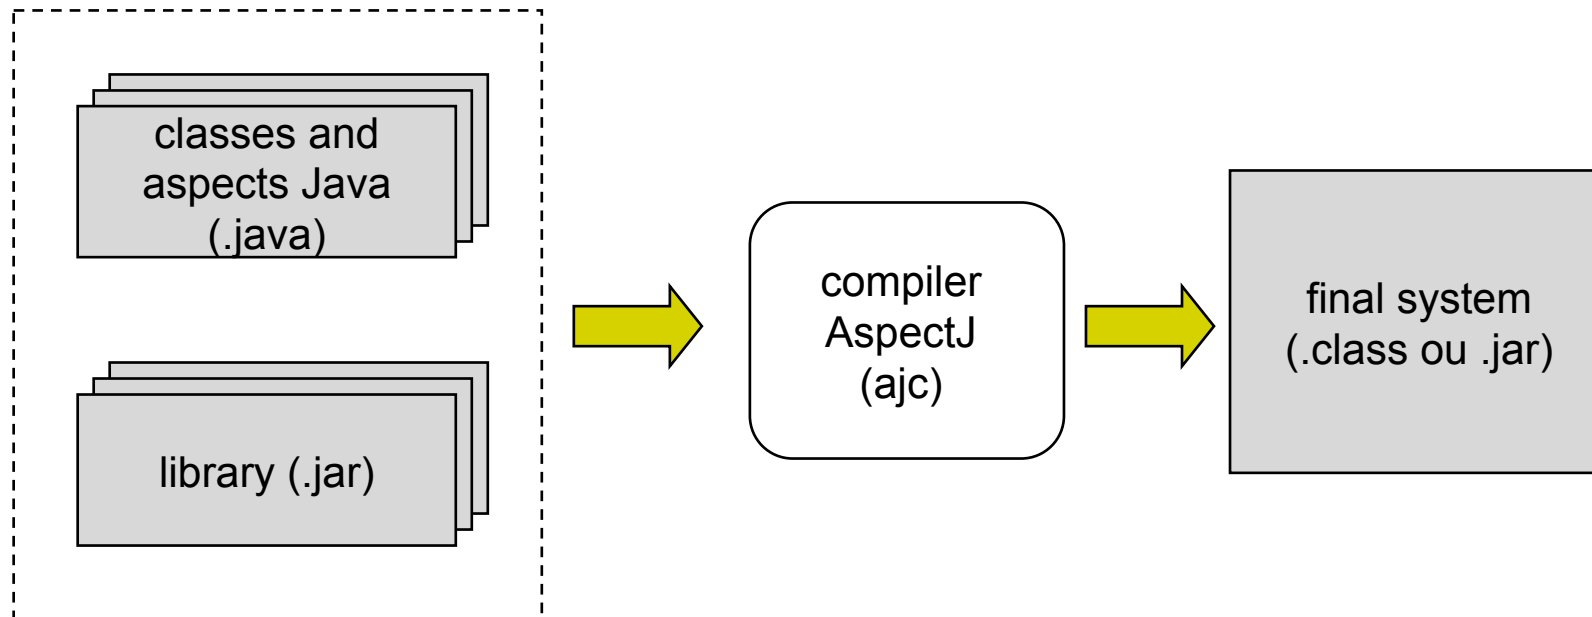 classes and
aspects Java
(.java)
library (.jar)
compiler
AspectJ
(ajc)
final system
(.class ou .jar)